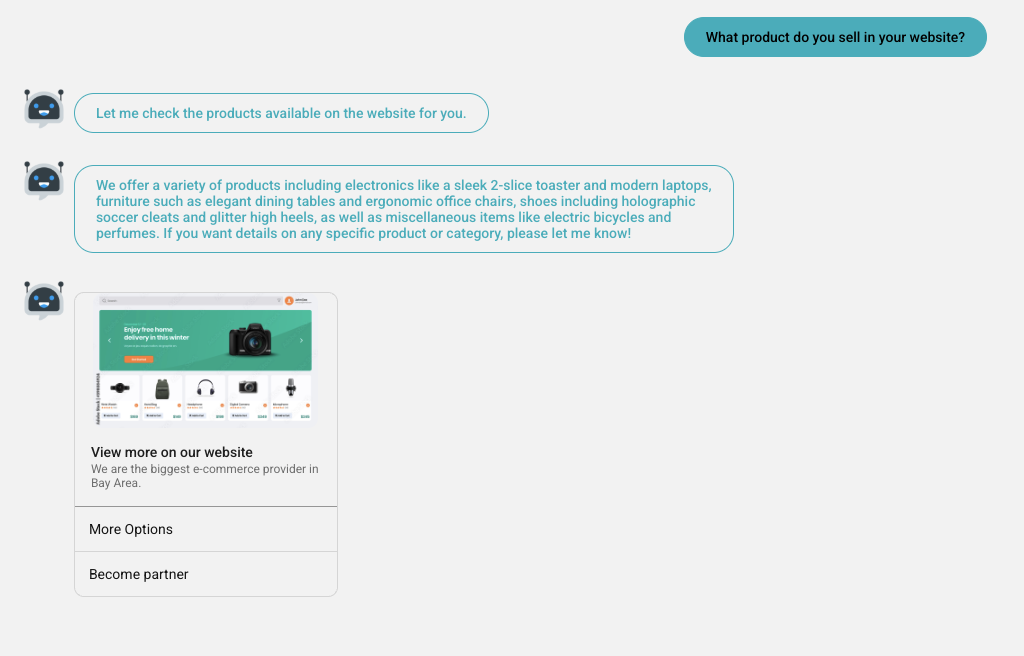 What product do you sell in your website?
Let me check the products available on the website for you.
We offer a variety of products including electronics like a sleek 2-slice toaster and modern laptops,
furniture such as elegant dining tables and ergonomic office chairs, shoes including holographic
soccer cleats and glitter high heels, as well as miscellaneous items like electric bicycles and
perfumes. If you want details on any specific product or category, please let me know!
Enjoy free home
delivery in this winter
View more on our website
We are the biggest e-commerce provider in
Bay Area.
More Options
Become partner